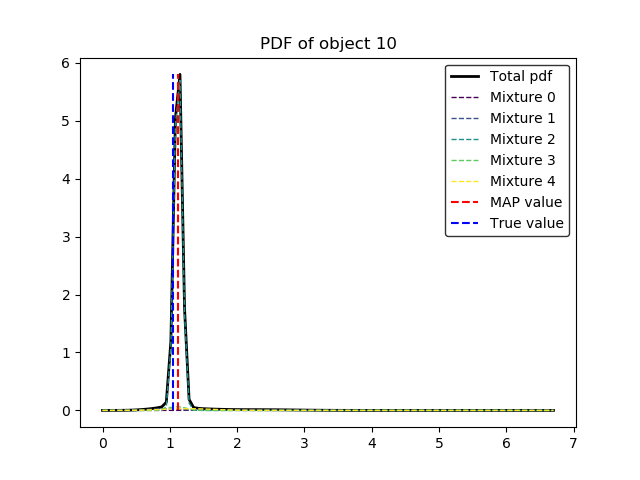 PDF of object 10
6
5
4
3
2
1
0
0 1 2 3 4 5 6 7
Total pdf
Mixture 0
Mixture 1
Mixture 2
Mixture 3
Mixture 4
MAP value
True value